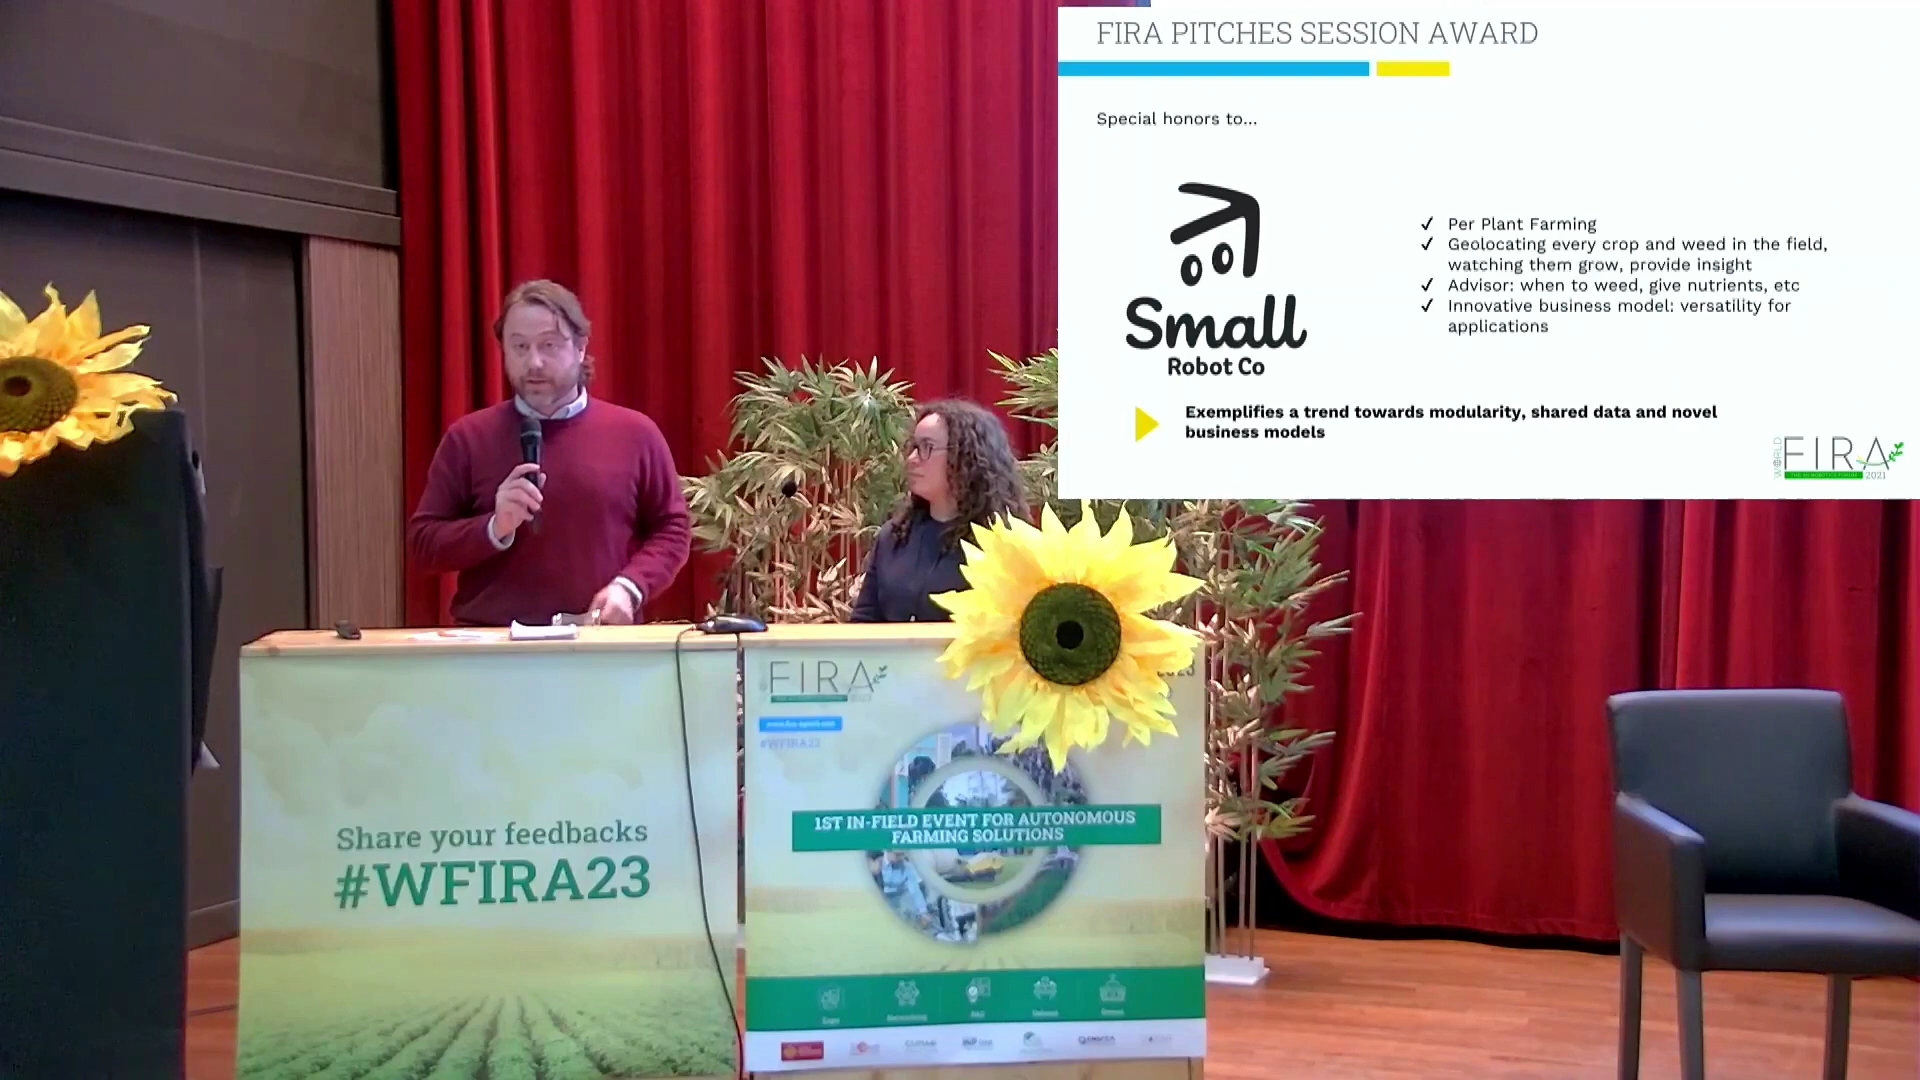 FIRA PITCHES SESSION AWARD
Special honors to...
Small
Robot Co
✓ Per Plant Farming
✓ Geolocating every crop and weed in the field,
watching them grow, provide insight
✓ Advisor: when to weed, give nutrients, etc
✓ Innovative business model: versatility for
applications
Exemplifies a trend towards modularity, shared data and novel
business models
WORLD
FIRA
2021
Share your feedbacks
#WFIRA23
FIRA
#WFIRA23
1ST IN-FIELD EVENT FOR AUTONOMOUS
FARMING SOLUTIONS